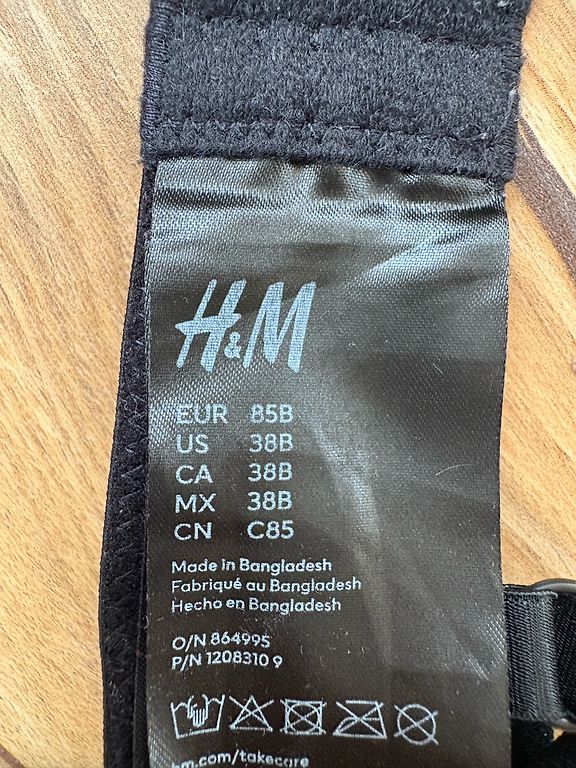 H&M
EUR 85B
US 38B
CA 38B
MX 38B
CN C85
Made in Bangladesh
Fabriqué au Bangladesh
Hecho en Bangladesh
O/N 864995
P/N 1208310 9
hm.com/takecare